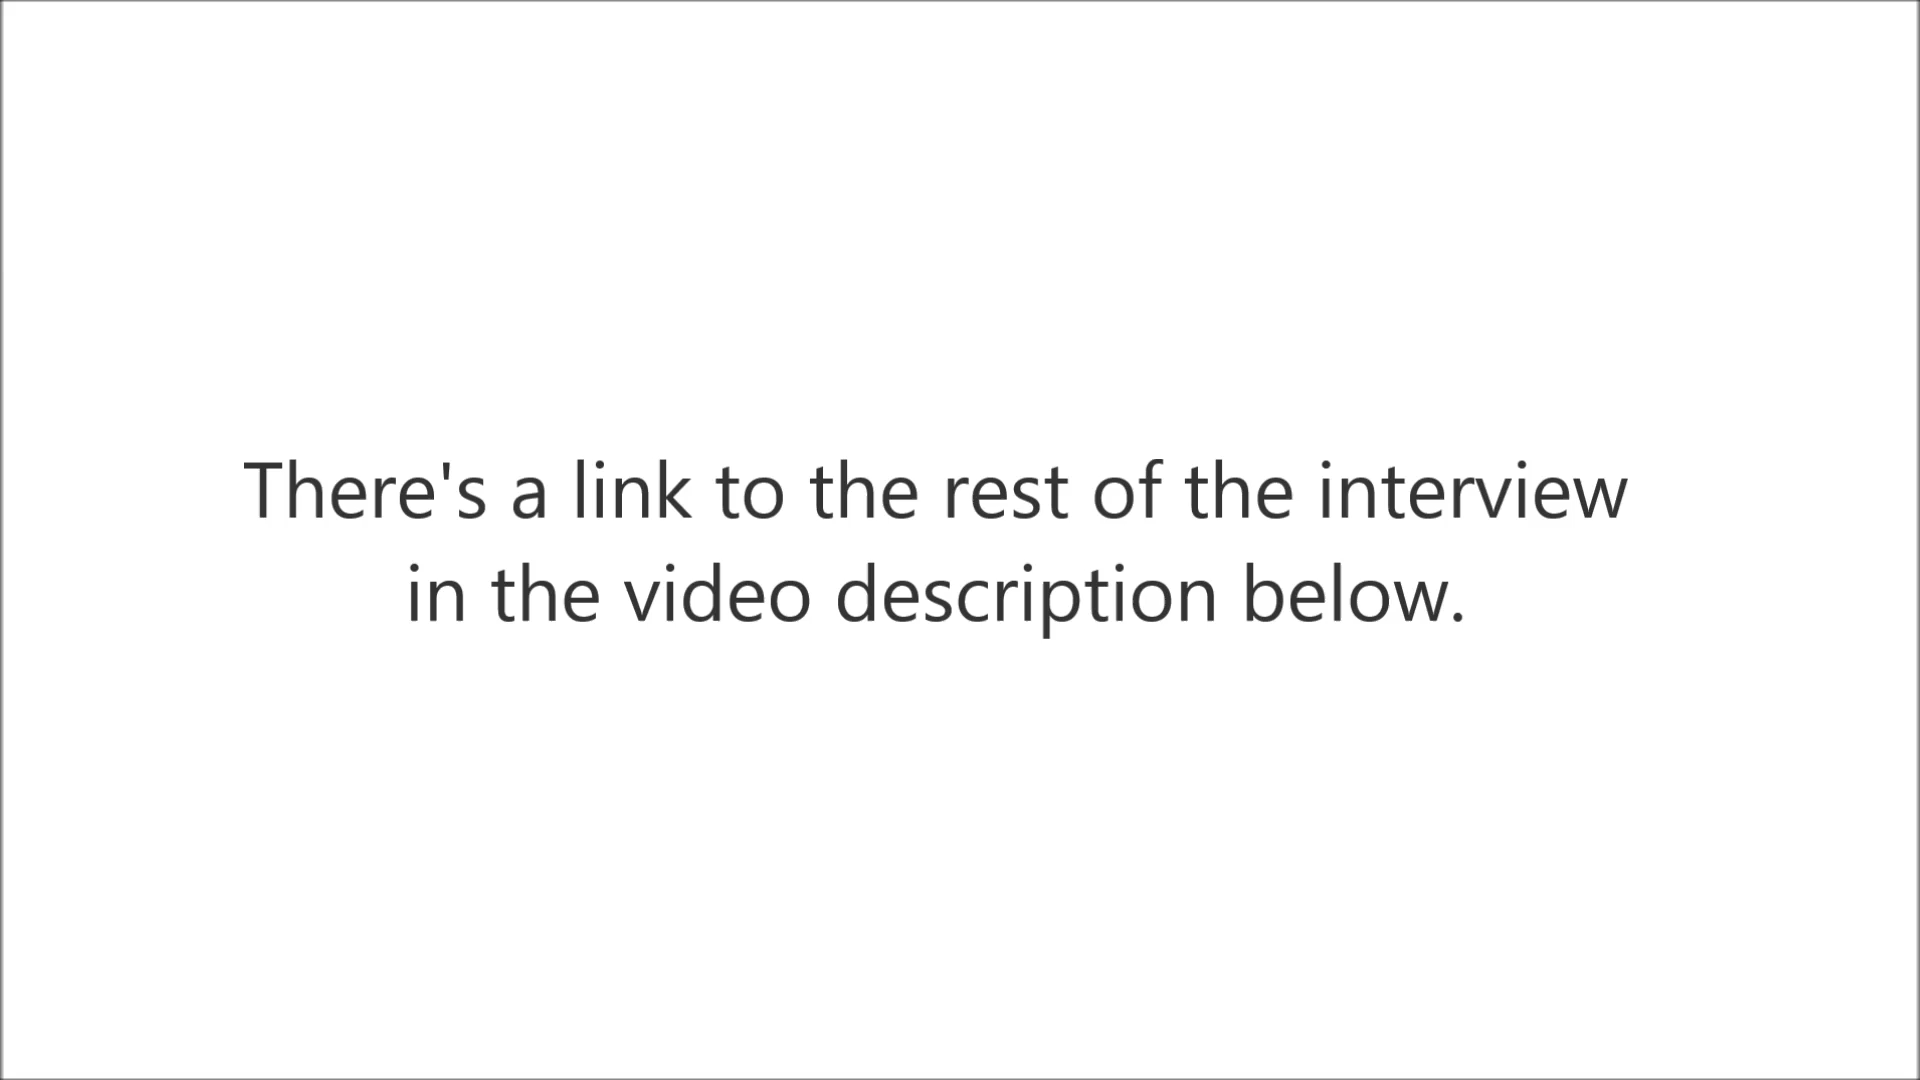 There's a link to the rest of the interview
in the video description below.